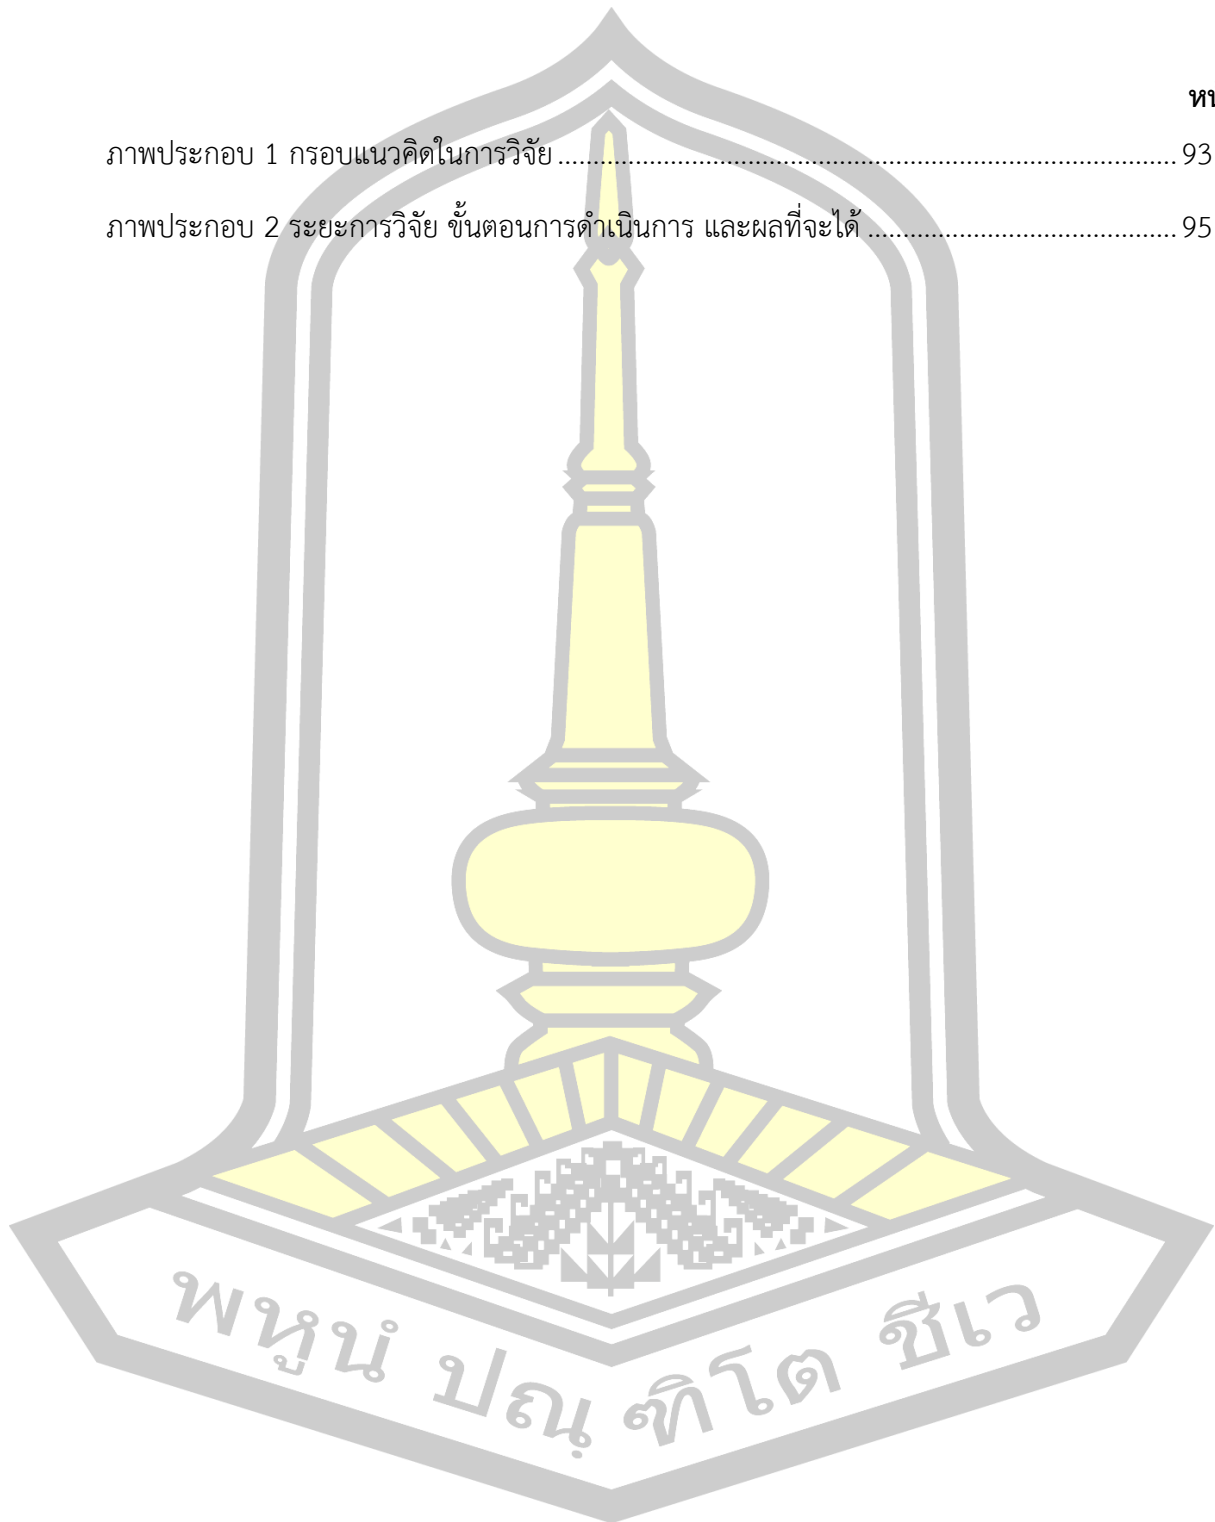 ภาพประกอบ 1 กรอบแนวคิดในการวิจัย ........................................................................................................ 93
ภาพประกอบ 2 ระยะการวิจัย ขั้นตอนการดำเนินการ และผลที่จะได้ .................................................... 95
พหูนํ ปณฺ ฑิโต ชีเว